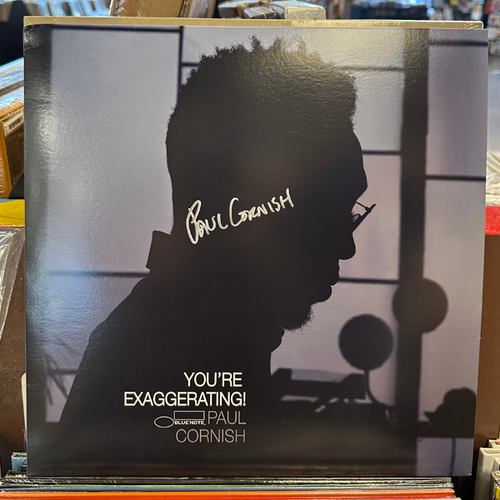 PAUL CORNISH
YOU'RE
EXAGGERATING!
BLUE NOTE PAUL
CORNISH